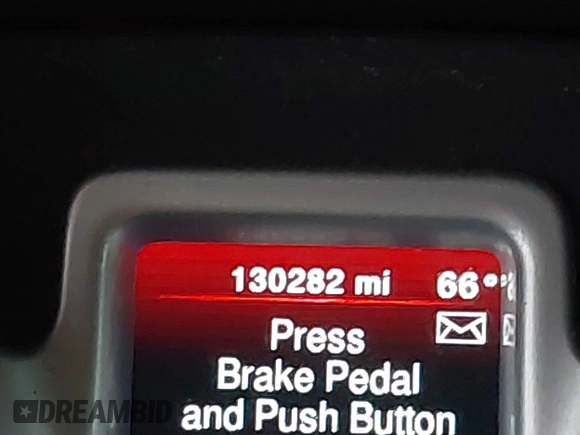 130282 mi 66°
Press
Brake Pedal
and Push Button
DREAMBID